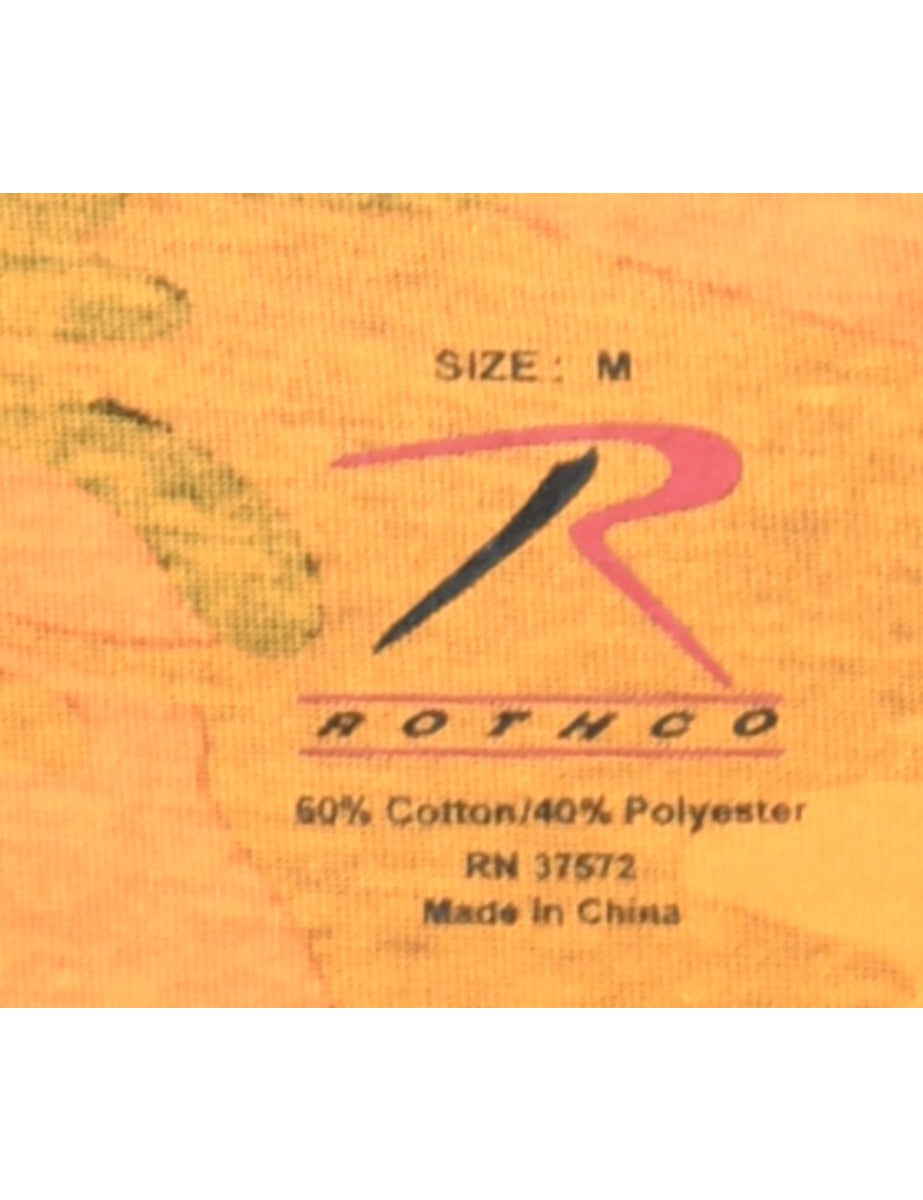 SIZE: M
ROTHCO
60% Cotton/40% Polyester
RN 37572
Made in China